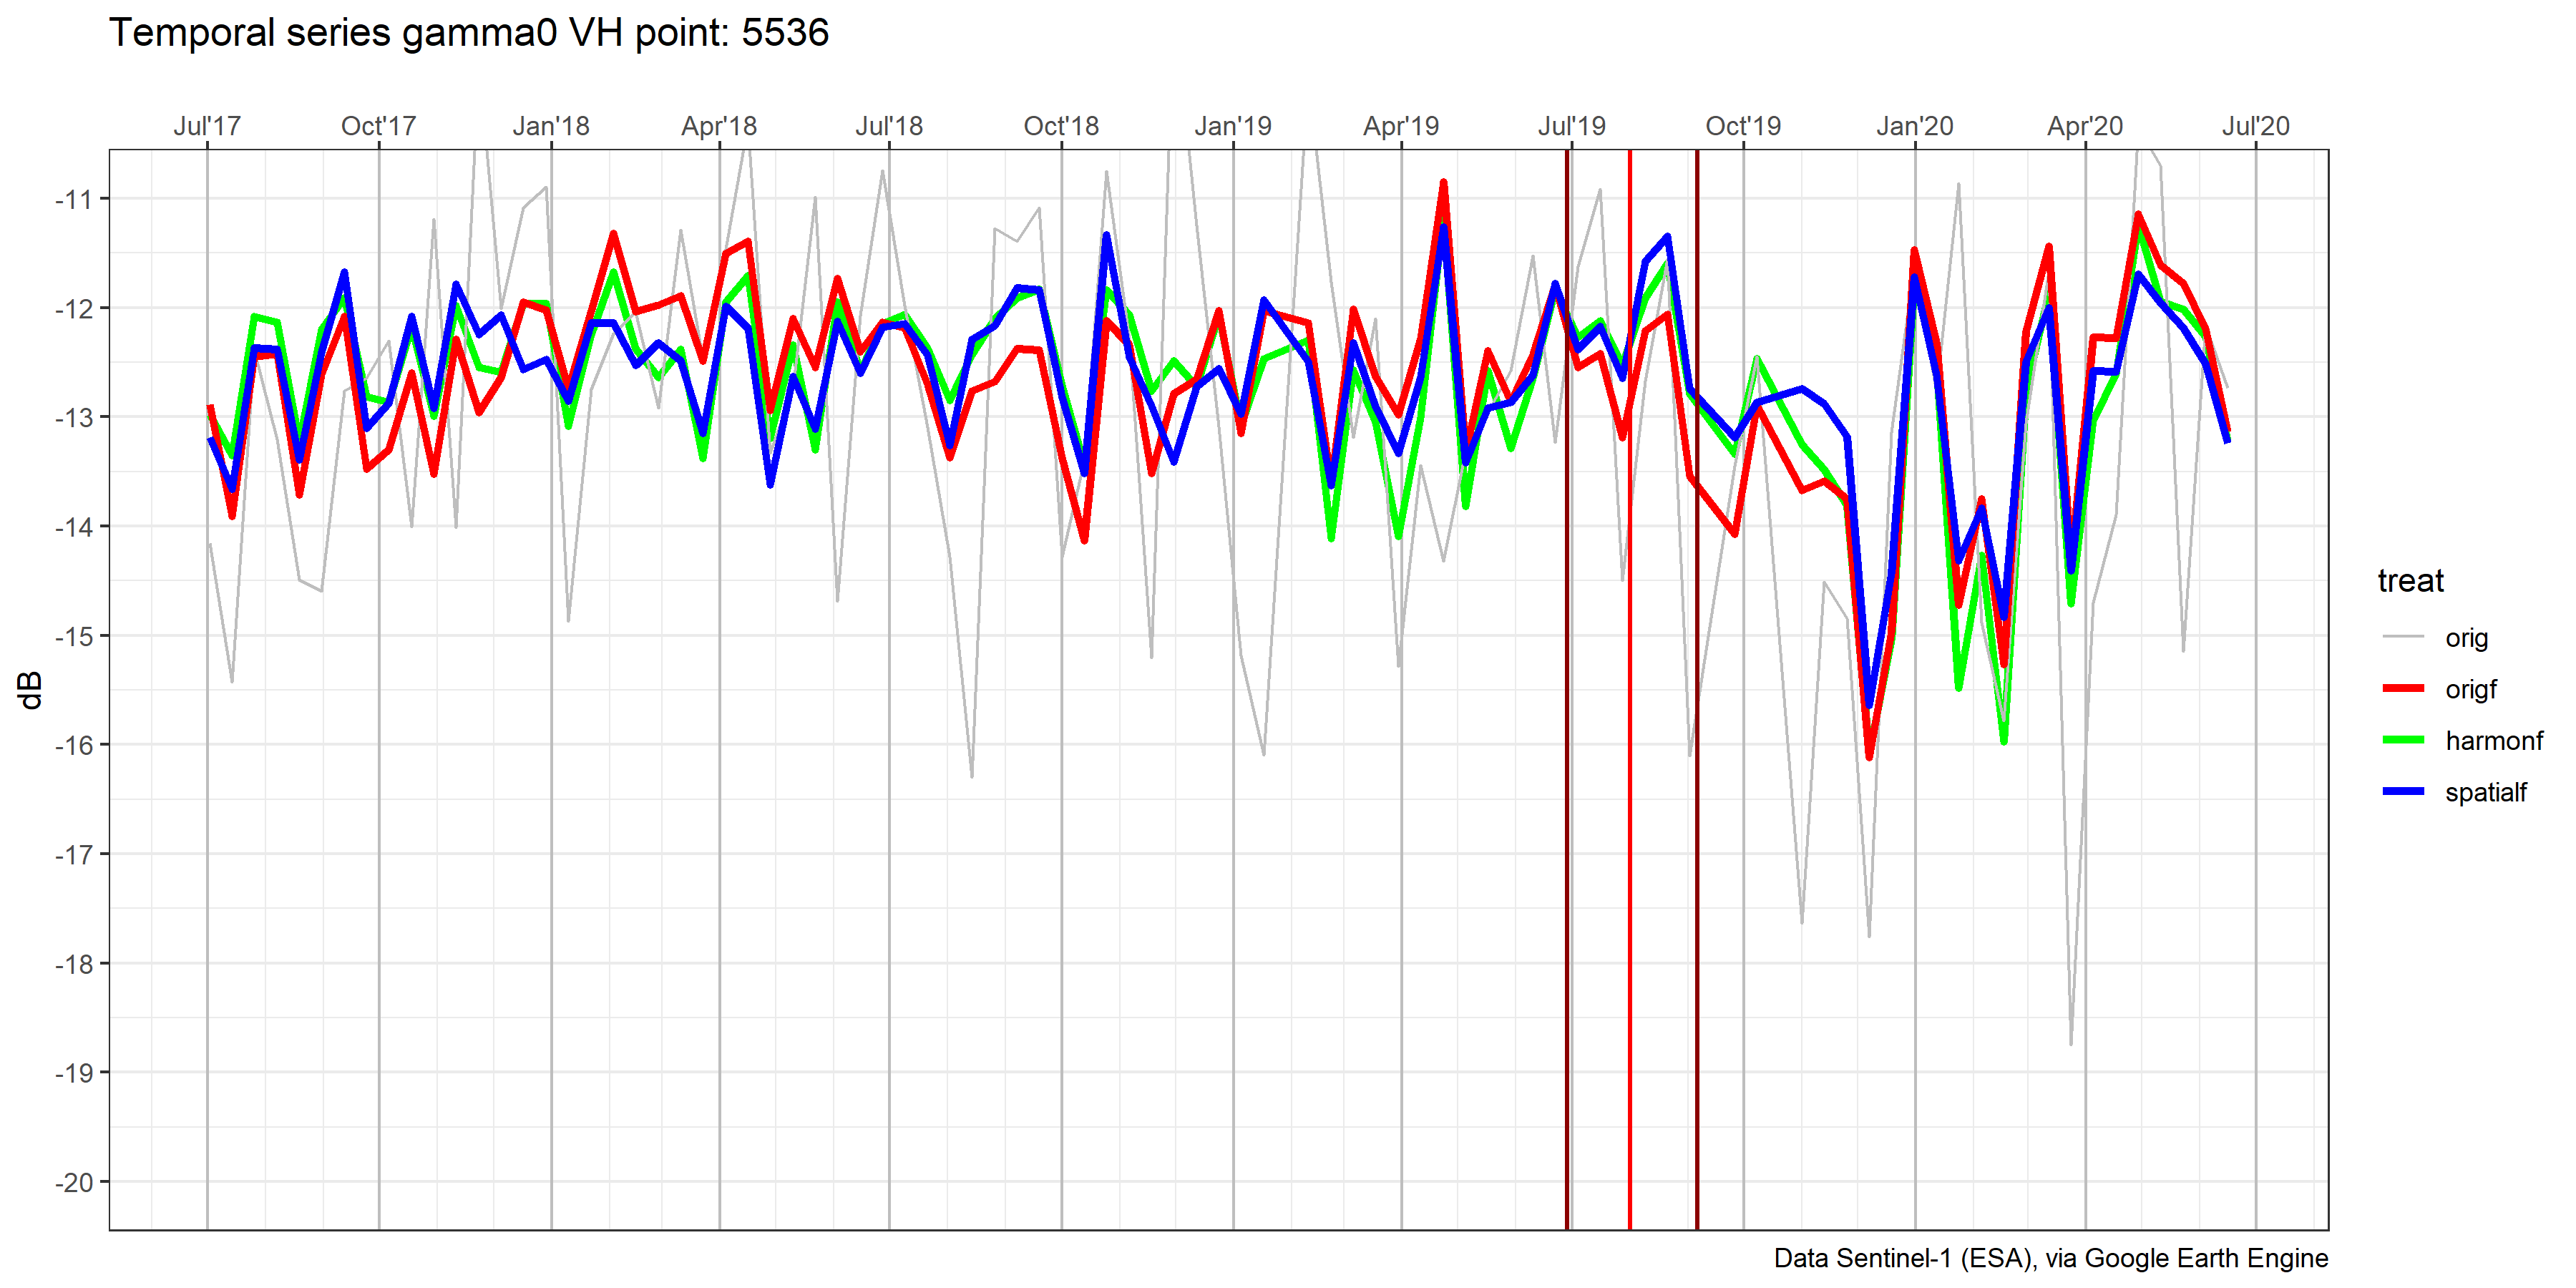 Temporal series gamma0 VH point: 5536
Jul'17 Oct'17 Jan'18 Apr'18 Jul'18 Oct'18 Jan'19 Apr'19 Jul'19 Oct'19 Jan'20 Apr'20 Jul'20
-11
-12
-13
-14
-15
-16
-17
-18
-19
-20
dB
treat
orig
origf
harmonf
spatialf
Data Sentinel-1 (ESA), via Google Earth Engine